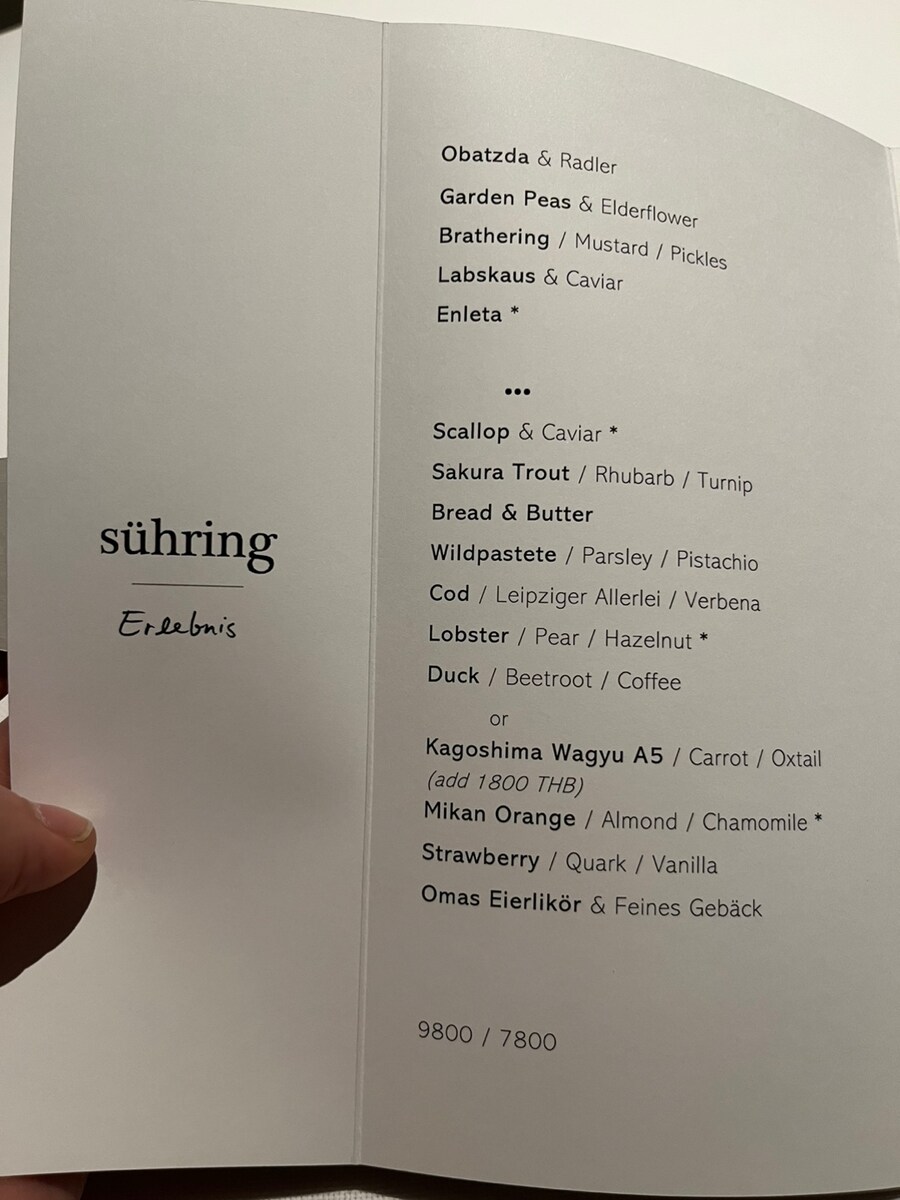 sühring
Erlebnis
Obatzda & Radler
Garden Peas & Elderflower
Brathering / Mustard / Pickles
Labskaus & Caviar
Enleta *
•••
Scallop & Caviar *
Sakura Trout / Rhubarb / Turnip
Bread & Butter
Wildpastete / Parsley / Pistachio
Cod / Leipziger Allerlei / Verbena
Lobster / Pear / Hazelnut *
Duck / Beetroot / Coffee
or
Kagoshima Wagyu A5 / Carrot / Oxtail
(add 1800 THB)
Mikan Orange / Almond / Chamomile *
Strawberry / Quark / Vanilla
Omas Eierlikör & Feines Gebäck
9800 / 7800